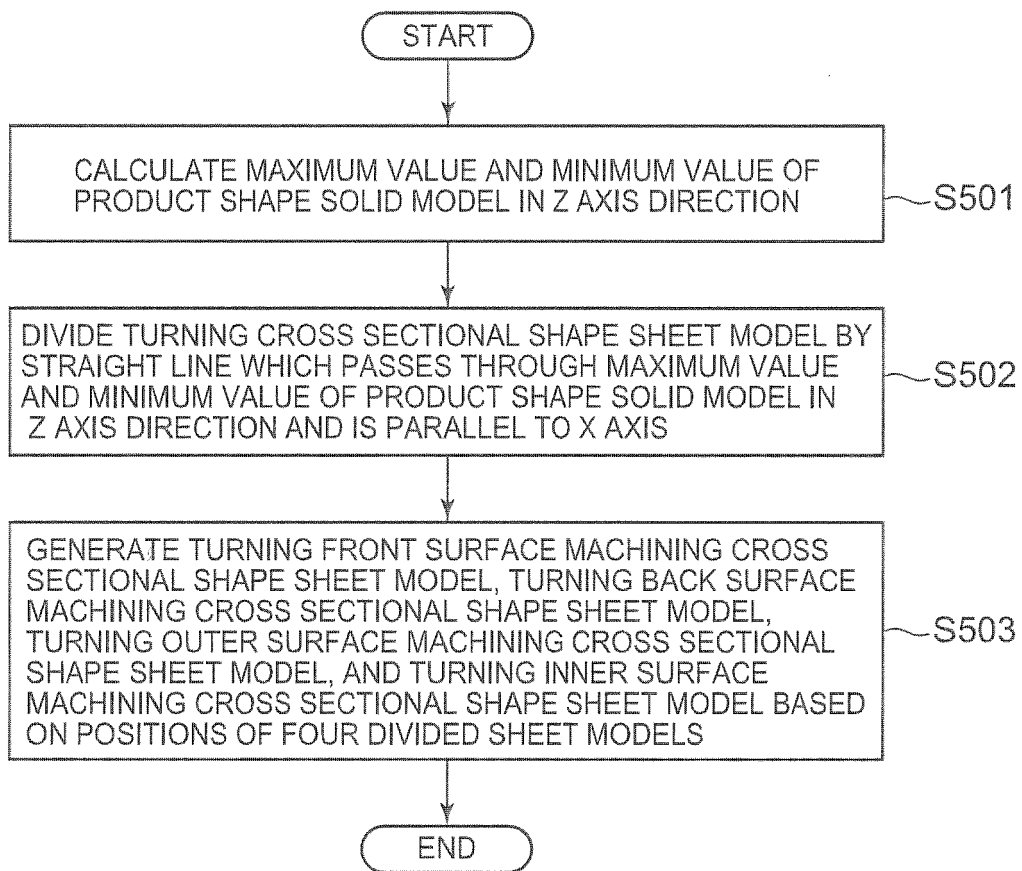 START
CALCULATE MAXIMUM VALUE AND MINIMUM VALUE OF
PRODUCT SHAPE SOLID MODEL IN Z AXIS DIRECTION
S501
DIVIDE TURNING CROSS SECTIONAL SHAPE SHEET MODEL BY
STRAIGHT LINE WHICH PASSES THROUGH MAXIMUM VALUE
AND MINIMUM VALUE OF PRODUCT SHAPE SOLID MODEL IN
Z AXIS DIRECTION AND IS PARALLEL TO X AXIS
S502
GENERATE TURNING FRONT SURFACE MACHINING CROSS
SECTIONAL SHAPE SHEET MODEL, TURNING BACK SURFACE
MACHINING CROSS SECTIONAL SHAPE SHEET MODEL,
TURNING OUTER SURFACE MACHINING CROSS SECTIONAL
SHAPE SHEET MODEL, AND TURNING INNER SURFACE
MACHINING CROSS SECTIONAL SHAPE SHEET MODEL BASED
ON POSITIONS OF FOUR DIVIDED SHEET MODELS
S503
END